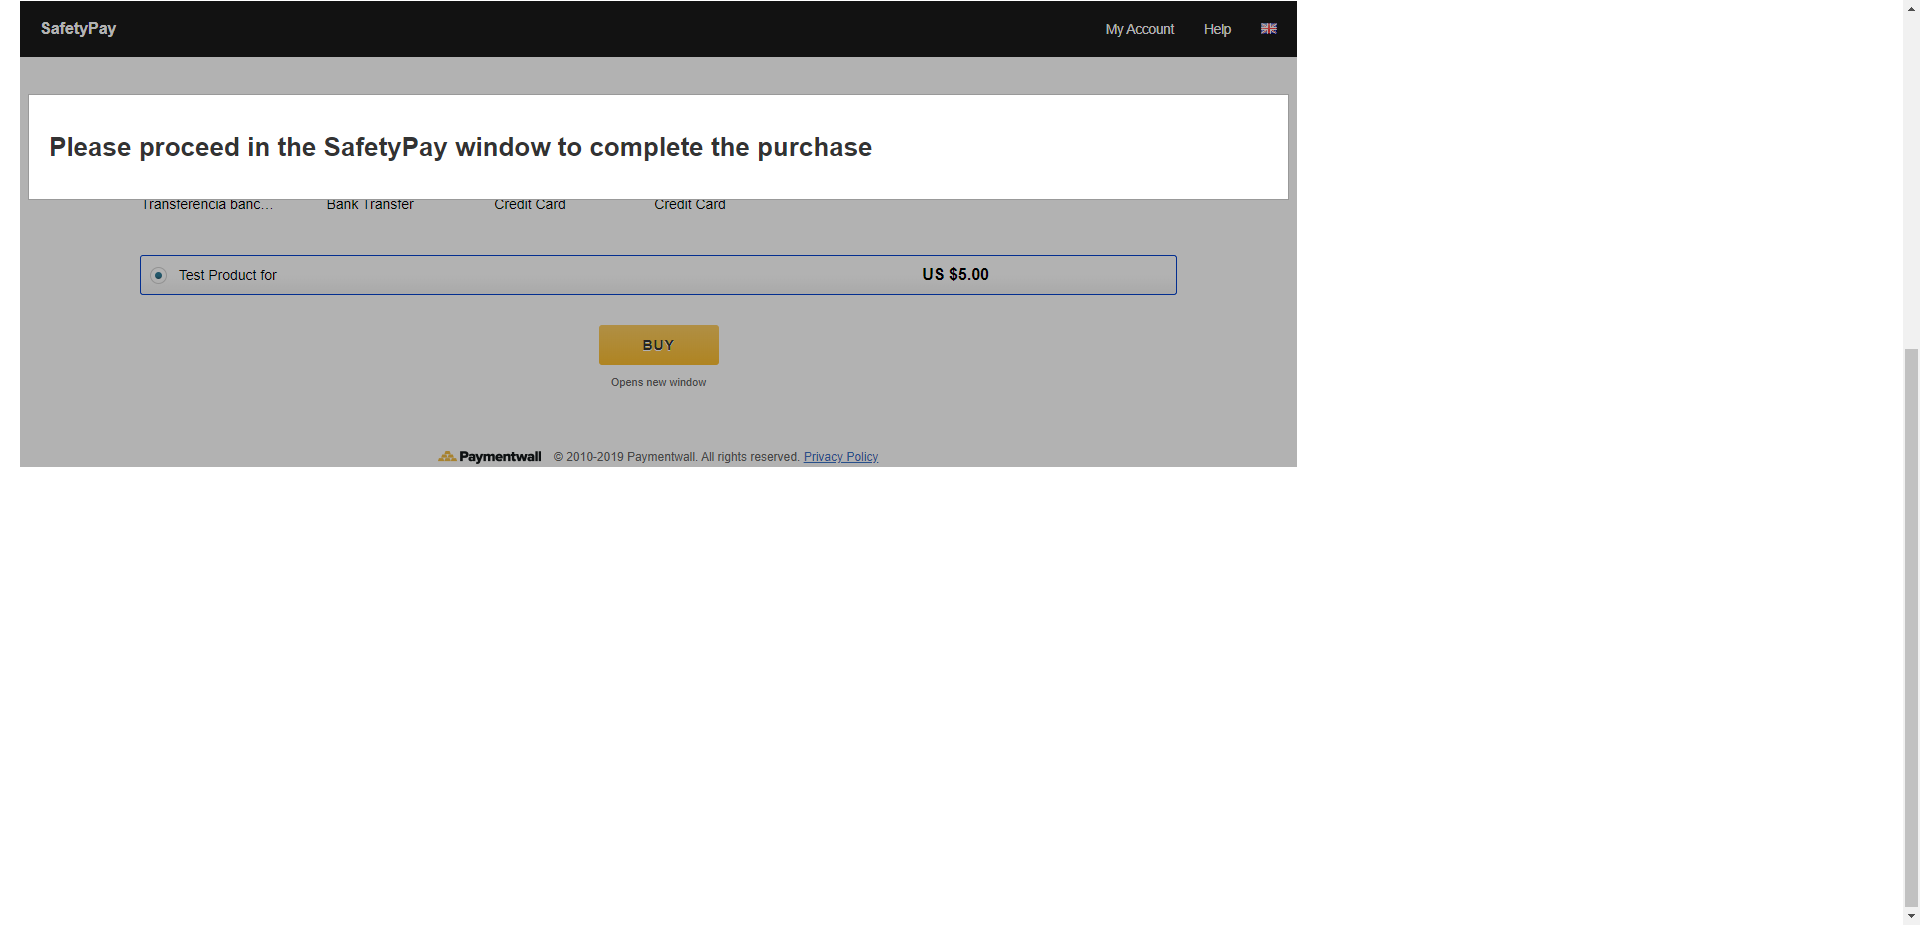 SafetyPay
My Account
Help
Please proceed in the SafetyPay window to complete the purchase
Transferencia banc...
Bank Transfer
Credit Card
Credit Card
Test Product for
US $5.00
BUY
Opens new window
Paymentwall
© 2010-2019 Paymentwall. All rights reserved. Privacy Policy